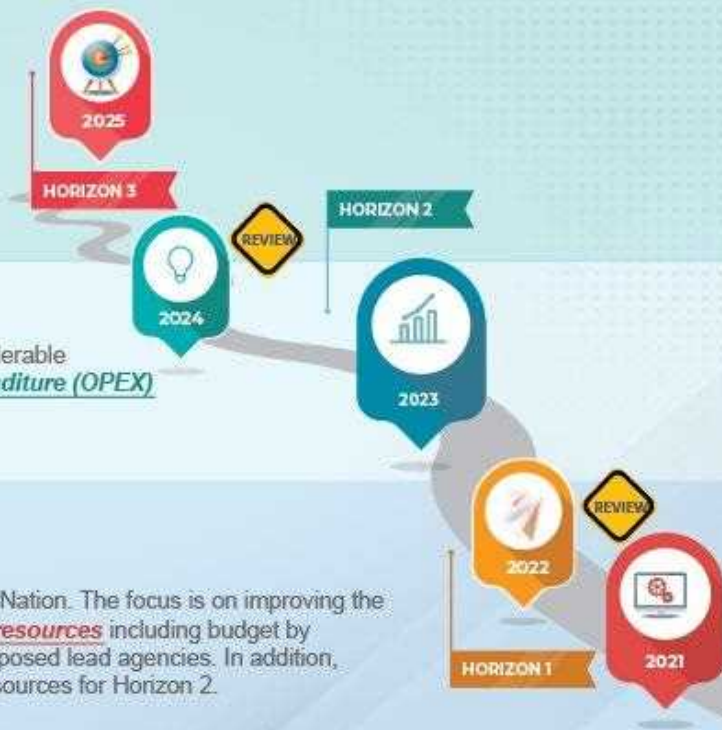 2025
HORIZON 3
HORIZON 2
REVIEW
2024
erable
diture (OPEX)
2023
REVIEW
2022
Nation. The focus is on improving the
resources including budget by
posed lead agencies. In addition,
ources for Horizon 2.
HORIZON 1
2021